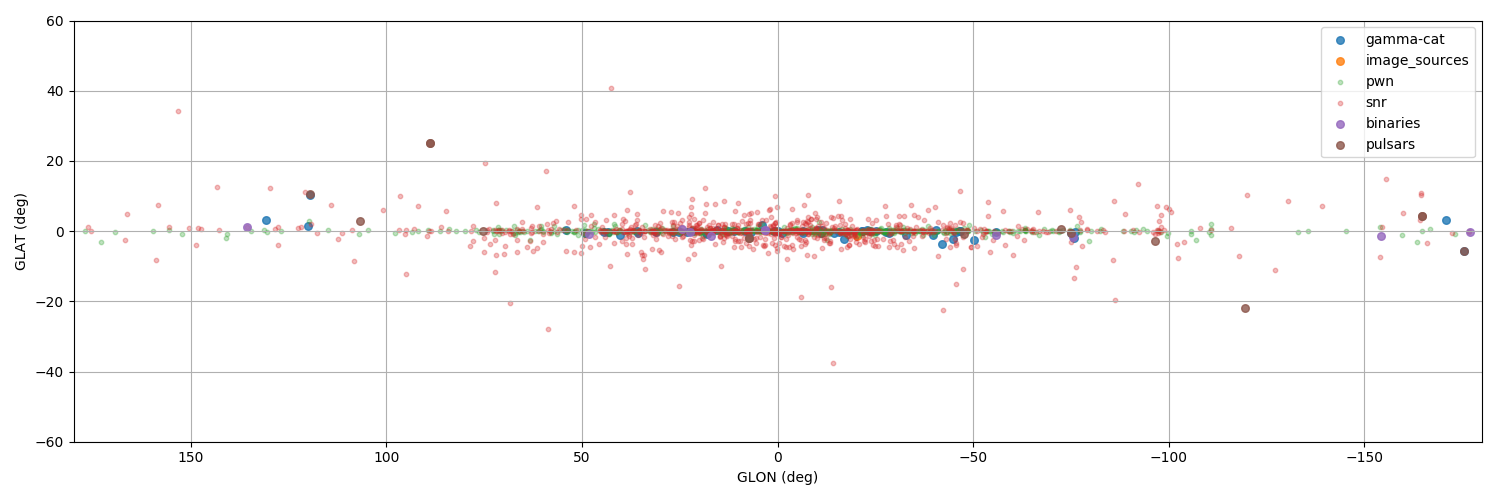 60
40
20
0
−20
−40
−60
GLAT (deg)
150
100
50
0
−50
−100
−150
GLON (deg)
gamma-cat
image_sources
pwn
snr
binaries
pulsars